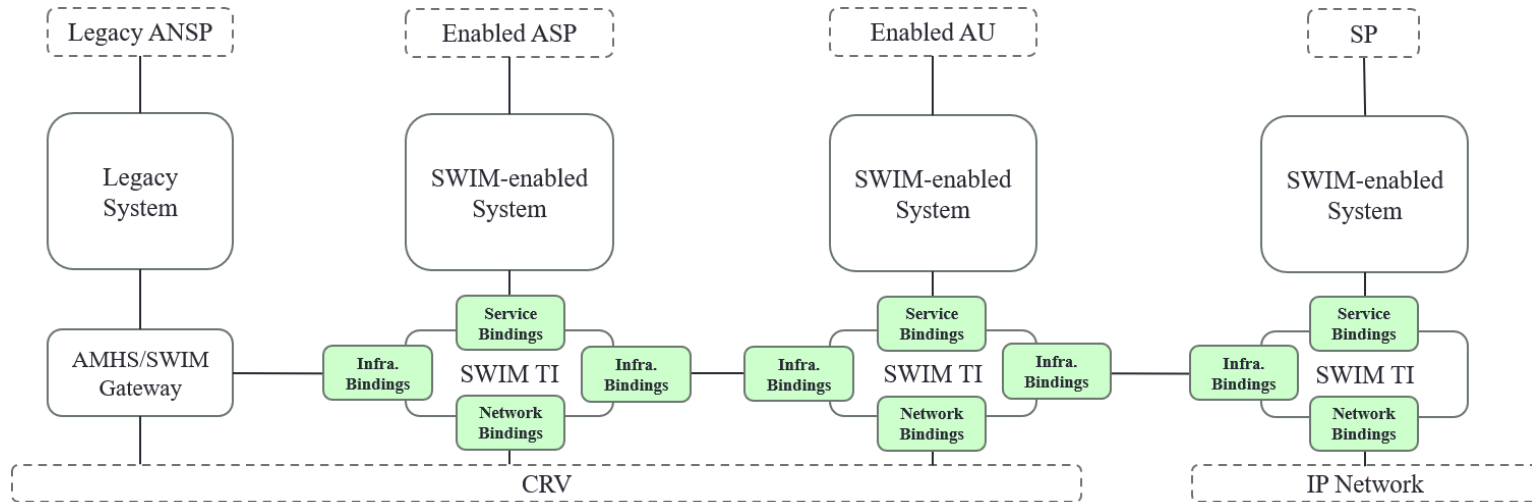 Legacy ANSP
Enabled ASP
Enabled AU
SP
Legacy
System
SWIM-enabled
System
SWIM-enabled
System
SWIM-enabled
System
AMHS/SWIM
Gateway
Infra.
Bindings
Service
Bindings
SWIM TI
Network
Bindings
Infra.
Bindings
Infra.
Bindings
Service
Bindings
SWIM TI
Network
Bindings
Infra.
Bindings
Infra.
Bindings
Service
Bindings
SWIM TI
Network
Bindings
CRV
IP Network